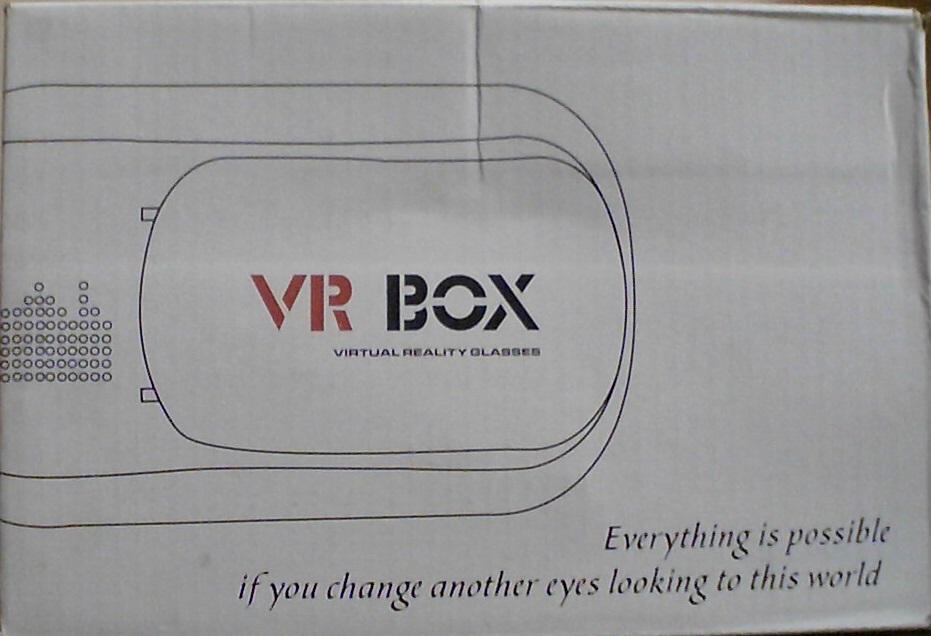 VR BOX
VIRTUAL REALITY GLASSES
Everything is possible
if you change another eyes looking to this world